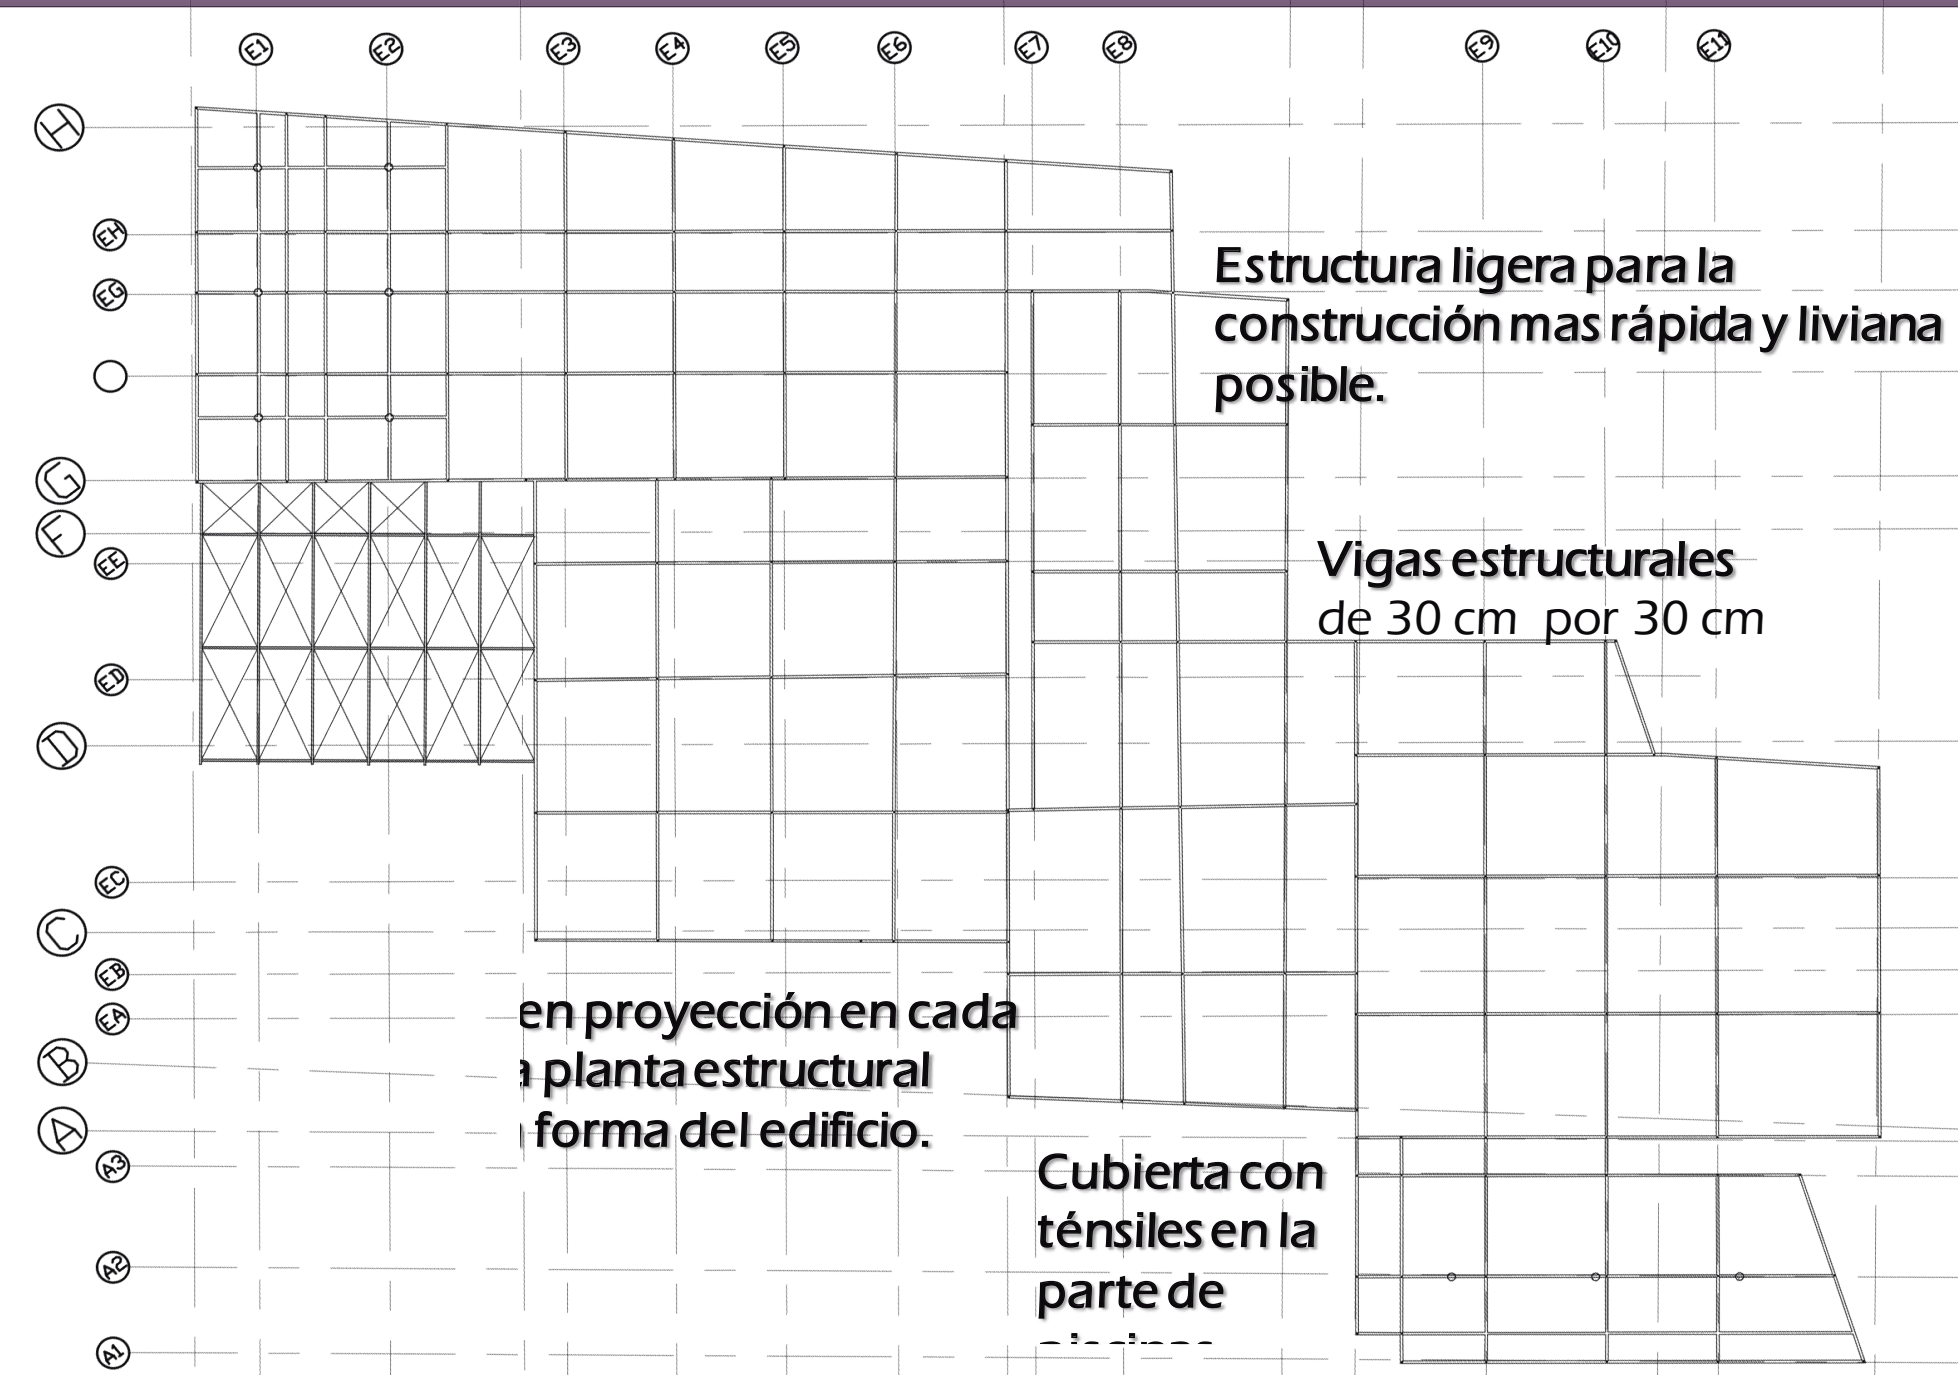 E1 E2 E3 E4 E5 E6 E7 E8 E9 E10 E11
H
EH
EG
G
F
EE
ED
D
EC
C
EB
EA
B
A
A3
A2
A1
Estructura ligera para la
construcción mas rápida y liviana
posible.
Vigas estructurales
de 30 cm por 30 cm
en proyección en cada
planta estructural
forma del edificio.
Cubierta con
ténsiles en la
parte de